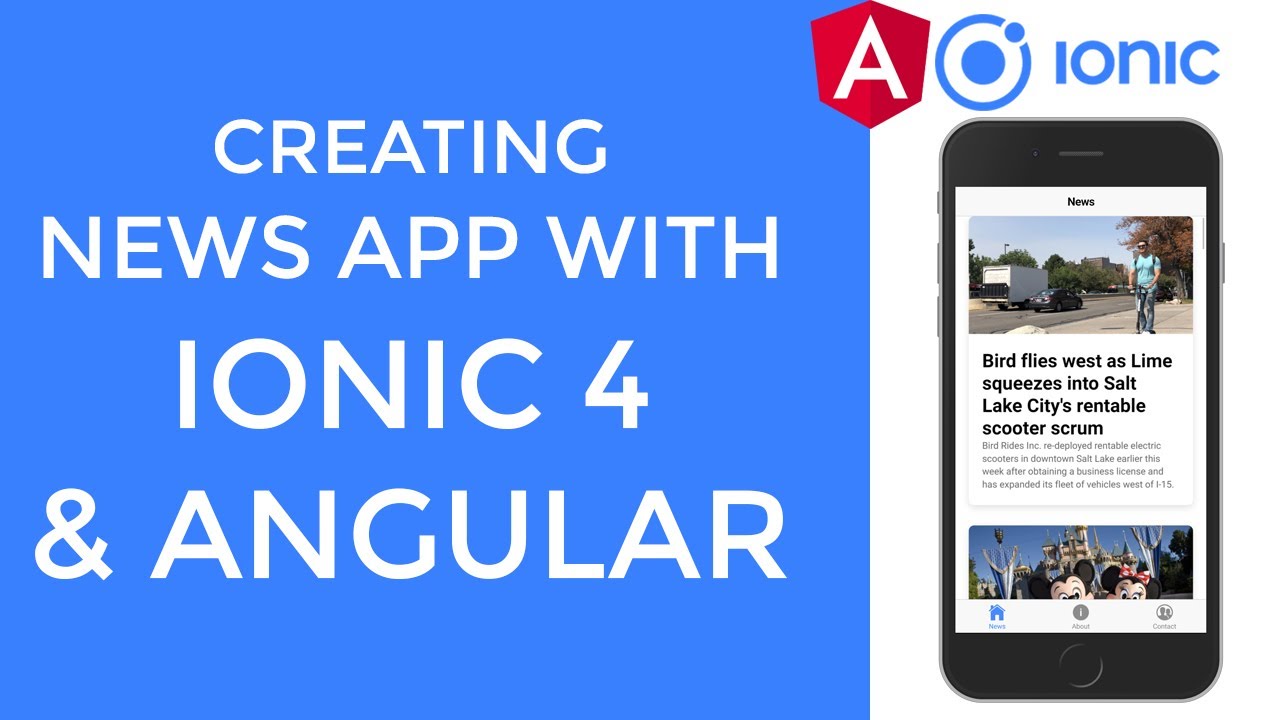 CREATING
NEWS APP WITH
IONIC 4
& ANGULAR
A
IONIC
News
Bird flies west as Lime
squeezes into Salt
Lake City's rentable
scooter scrum
Bird Rides Inc. re-deployed rentable electric
scooters in downtown Salt Lake earlier this
week after obtaining a business license and
has expanded its fleet of vehicles west of I-15.
News About Contact